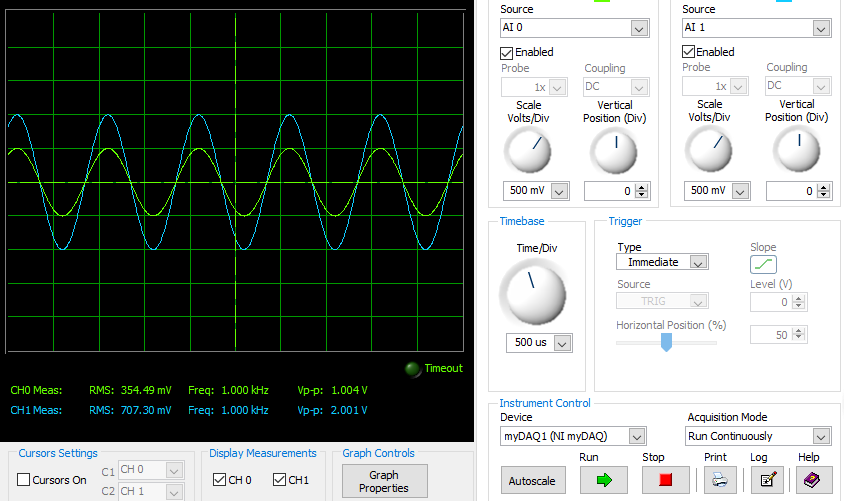 Source
AI 0
Enabled
Probe
Coupling
1x
DC
Scale
Volts/Div
Vertical
Position (Div)
500 mV
0
Source
AI 1
Enabled
Probe
Coupling
1x
DC
Scale
Volts/Div
Vertical
Position (Div)
500 mV
0
Timeout
CH0 Meas: RMS: 354.49 mV Freq: 1.000 kHz Vp-p: 1.004 V
CH1 Meas: RMS: 707.30 mV Freq: 1.000 kHz Vp-p: 2.001 V
Timebase
Time/Div
500 us
Trigger
Type
Immediate
Slope
Source
TRIG
Level (V)
0
Horizontal Position (%)
50
Cursors Settings
Cursors On
C1 CH 0
C2 CH 1
Display Measurements
CH 0
CH1
Graph Controls
Graph
Properties
Instrument Control
Device
myDAQ1 (NI myDAQ)
Acquisition Mode
Run Continuously
Autoscale
Run
Stop
Print
Log
Help